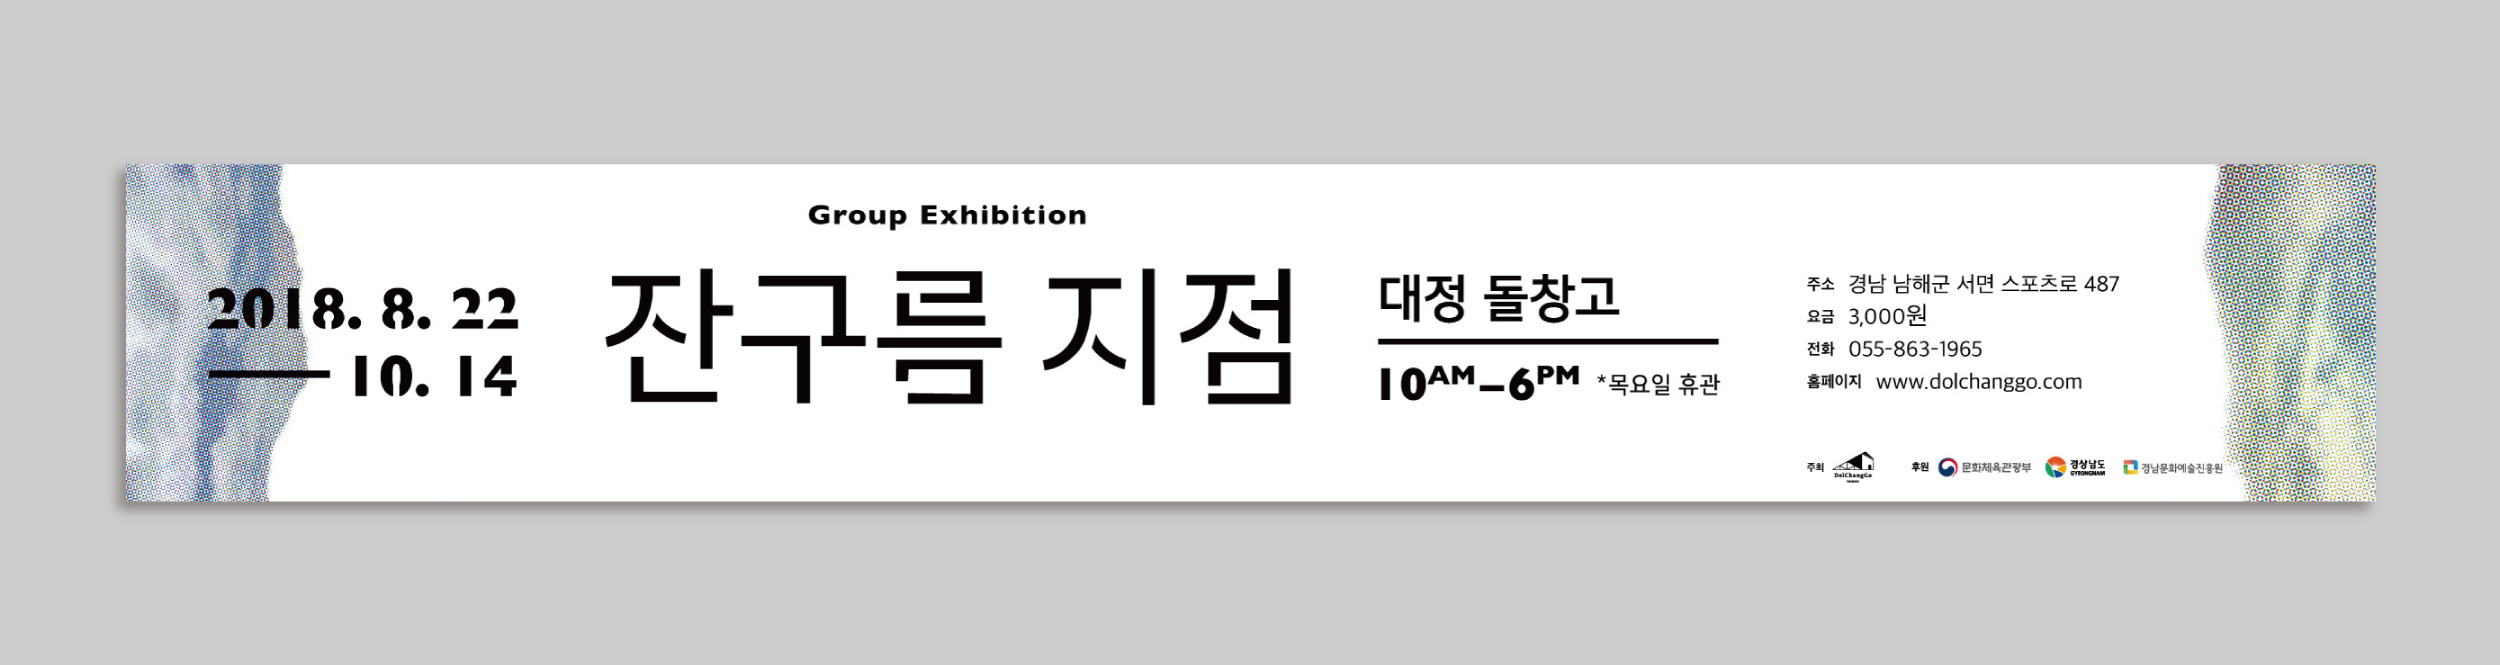 Group Exhibition
2018. 8. 22
— 10. 14
잔구름 지점
대정 돌창고
10AM–6PM *목요일 휴관
주소 경남 남해군 서면 스포츠로 487
요금 3,000원
전화 055-863-1965
홈페이지 www.dolchanggo.com
주최 DolChangGo
후원 문화체육관광부 경상남도 GYEONGNAM 경남문화예술진흥원